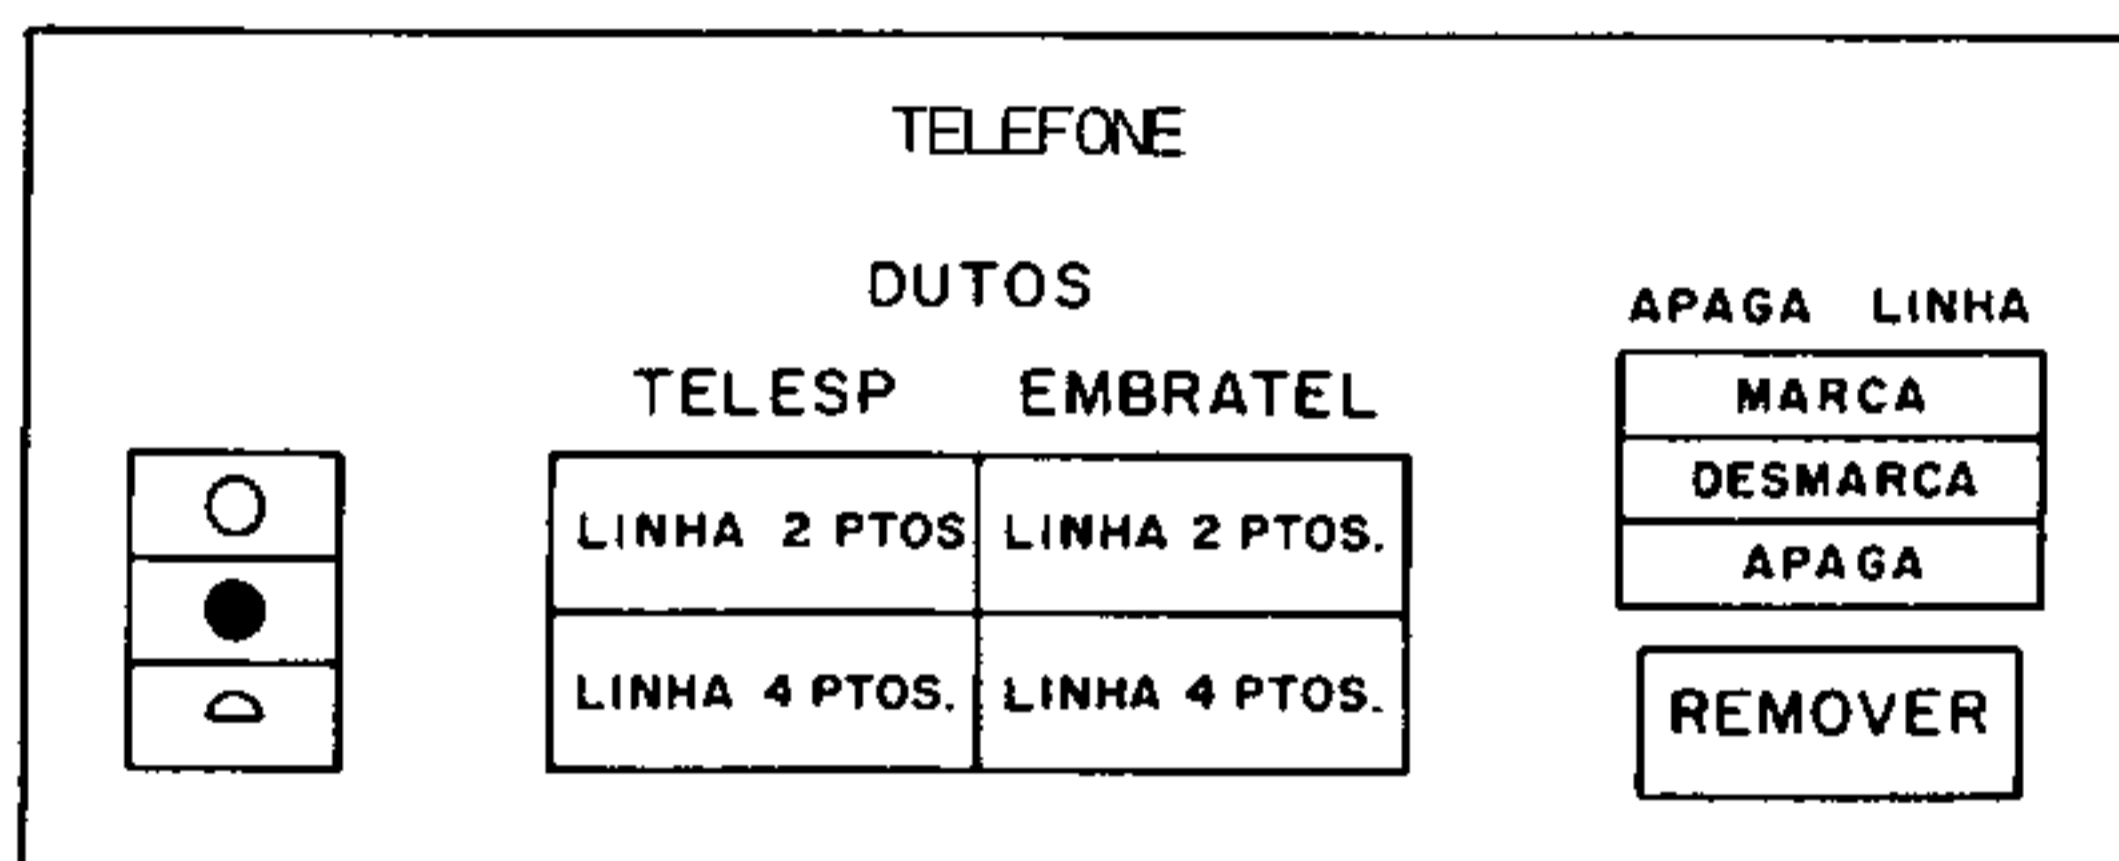 TELEFONE
DUTOS
APAGA LINHA
TELESP EMBRATEL
MARCA
DESMARCA
APAGA
LINHA 2 PTOS LINHA 2 PTOS.
LINHA 4 PTOS. LINHA 4 PTOS.
REMOVER